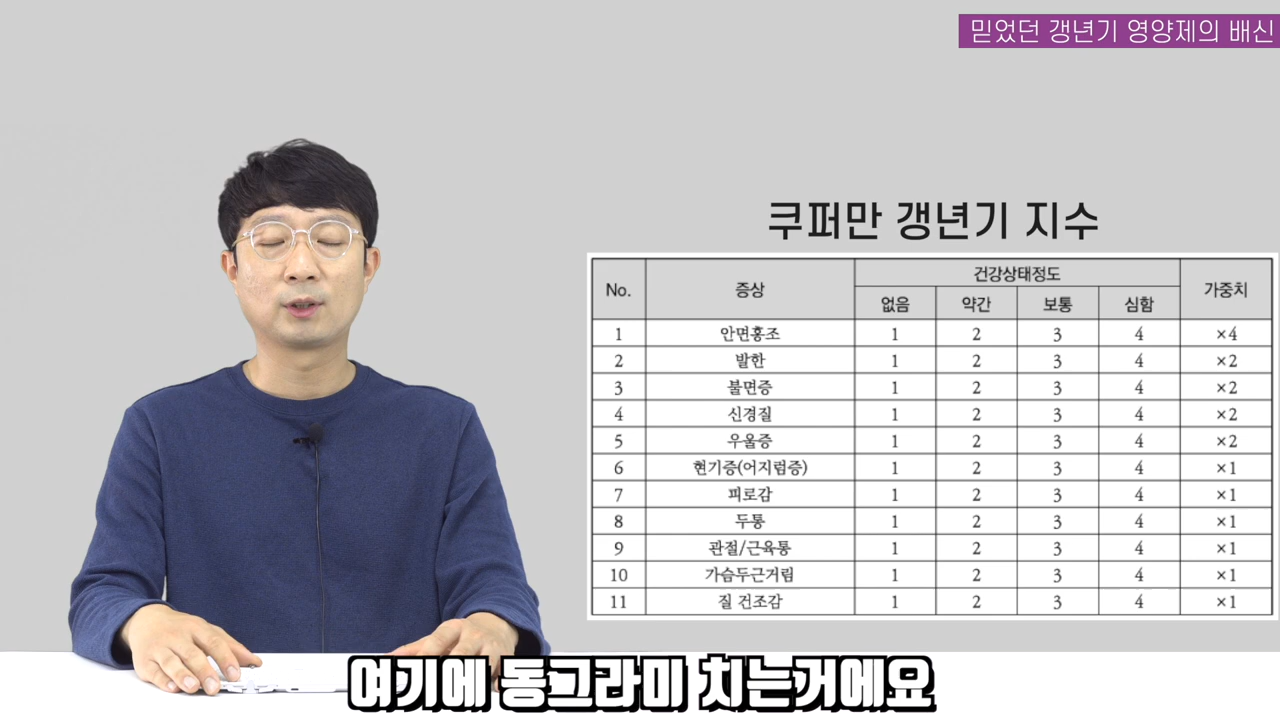 믿었던 갱년기 영양제의 배신
쿠퍼만 갱년기 지수
No. 증상 건강상태정도 가중치
없음 약간 보통 심함
1 안면홍조 1 2 3 4 ×4
2 발한 1 2 3 4 ×2
3 불면증 1 2 3 4 ×2
4 신경질 1 2 3 4 ×2
5 우울증 1 2 3 4 ×2
6 현기증(어지럼증) 1 2 3 4 ×1
7 피로감 1 2 3 4 ×1
8 두통 1 2 3 4 ×1
9 관절/근육통 1 2 3 4 ×1
10 가슴두근거림 1 2 3 4 ×1
11 질 건조감 1 2 3 4 ×1
여기에 동그라미 치는거에요